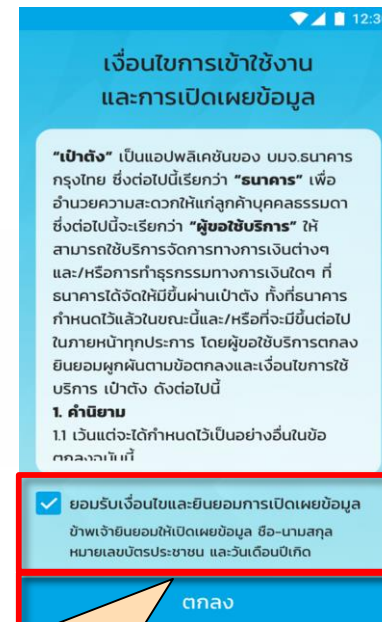 12:3
เงื่อนไขการเข้าใช้งาน
และการเปิดเผยข้อมูล
“เป๋าตัง” เป็นแอปพลิเคชันของ บมจ.ธนาคาร
กรุงไทย ซึ่งต่อไปนี้เรียกว่า “ธนาคาร” เพื่อ
อำนวยความสะดวกให้แก่ลูกค้าบุคคลธรรมดา
ซึ่งต่อไปนี้จะเรียกว่า “ผู้ขอใช้บริการ” ให้
สามารถใช้บริการจัดการทางการเงินต่างๆ
และ/หรือการทำธุรกรรมทางการเงินใดๆ ที่
ธนาคารได้จัดให้มีขึ้นผ่านเป๋าตัง ทั้งที่ธนาคาร
กำหนดไว้แล้วในขณะนี้และ/หรือที่จะมีขึ้นต่อไป
ในภายหน้าทุกประการ โดยผู้ขอใช้บริการตกลง
ยินยอมผูกพันตามข้อตกลงและเงื่อนไขการใช้
บริการ เป๋าตัง ดังต่อไปนี้
1. คำนิยาม
1.1 เว้นแต่จะได้กำหนดไว้เป็นอย่างอื่นในข้อ
ตกลงฉบับนี้
ยอมรับเงื่อนไขและยินยอมการเปิดเผยข้อมูล
ข้าพเจ้ายินยอมให้เปิดเผยข้อมูล ชื่อ-นามสกุล
หมายเลขบัตรประชาชน และวันเดือนปีเกิด
ตกลง